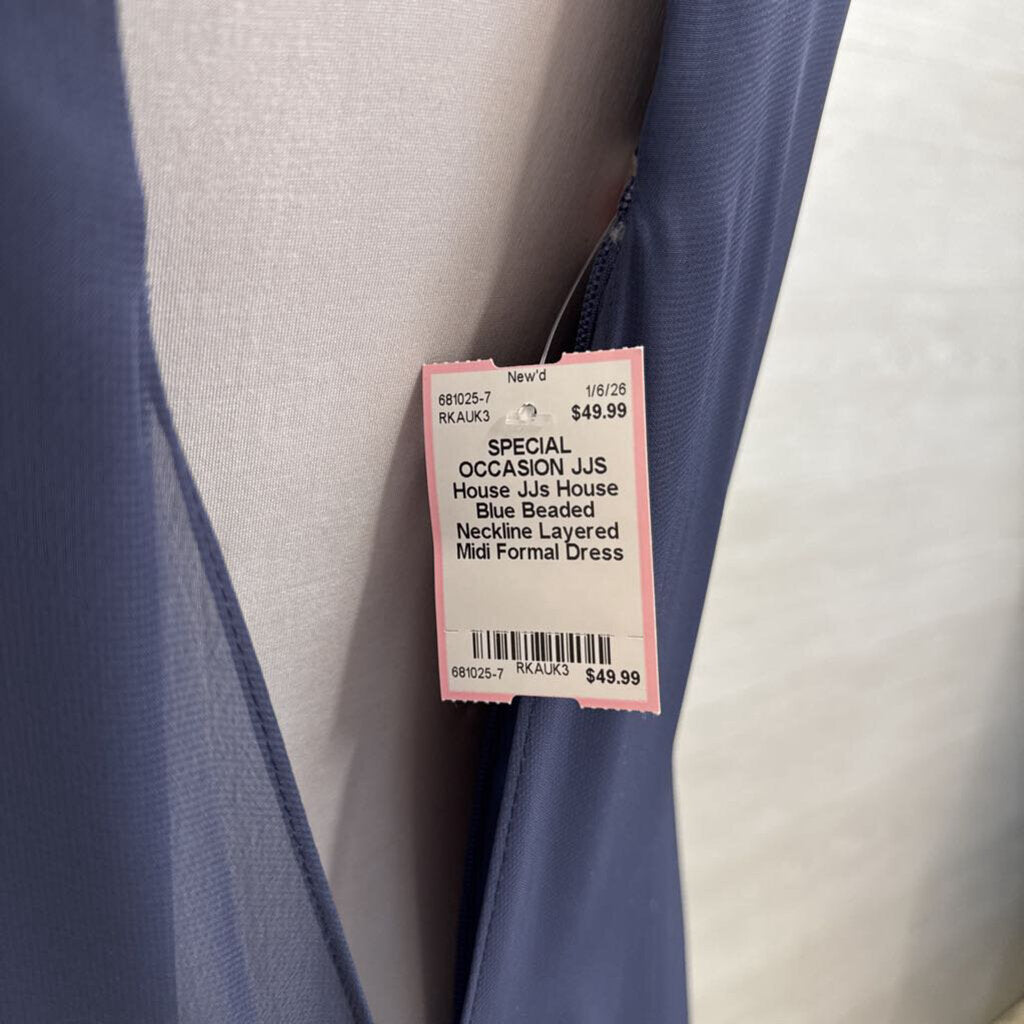 New'd
681025-7 1/6/26
RKAUK3 $49.99
SPECIAL
OCCASION JJS
House JJs House
Blue Beaded
Neckline Layered
Midi Formal Dress
681025-7 RKAUK3 $49.99